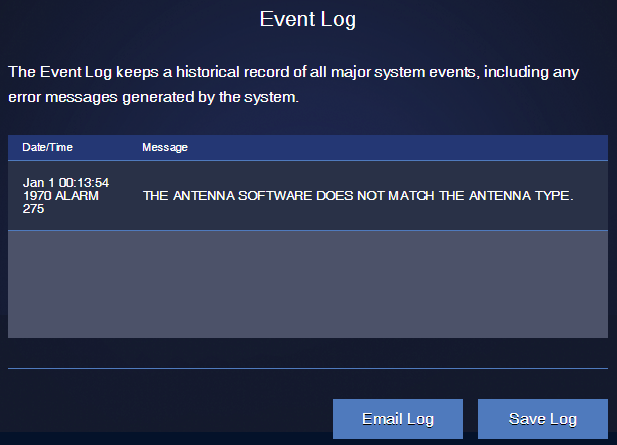 Event Log
The Event Log keeps a historical record of all major system events, including any
error messages generated by the system.
Date/Time Message
Jan 1 00:13:54
1970 ALARM
275
THE ANTENNA SOFTWARE DOES NOT MATCH THE ANTENNA TYPE.
Email Log Save Log